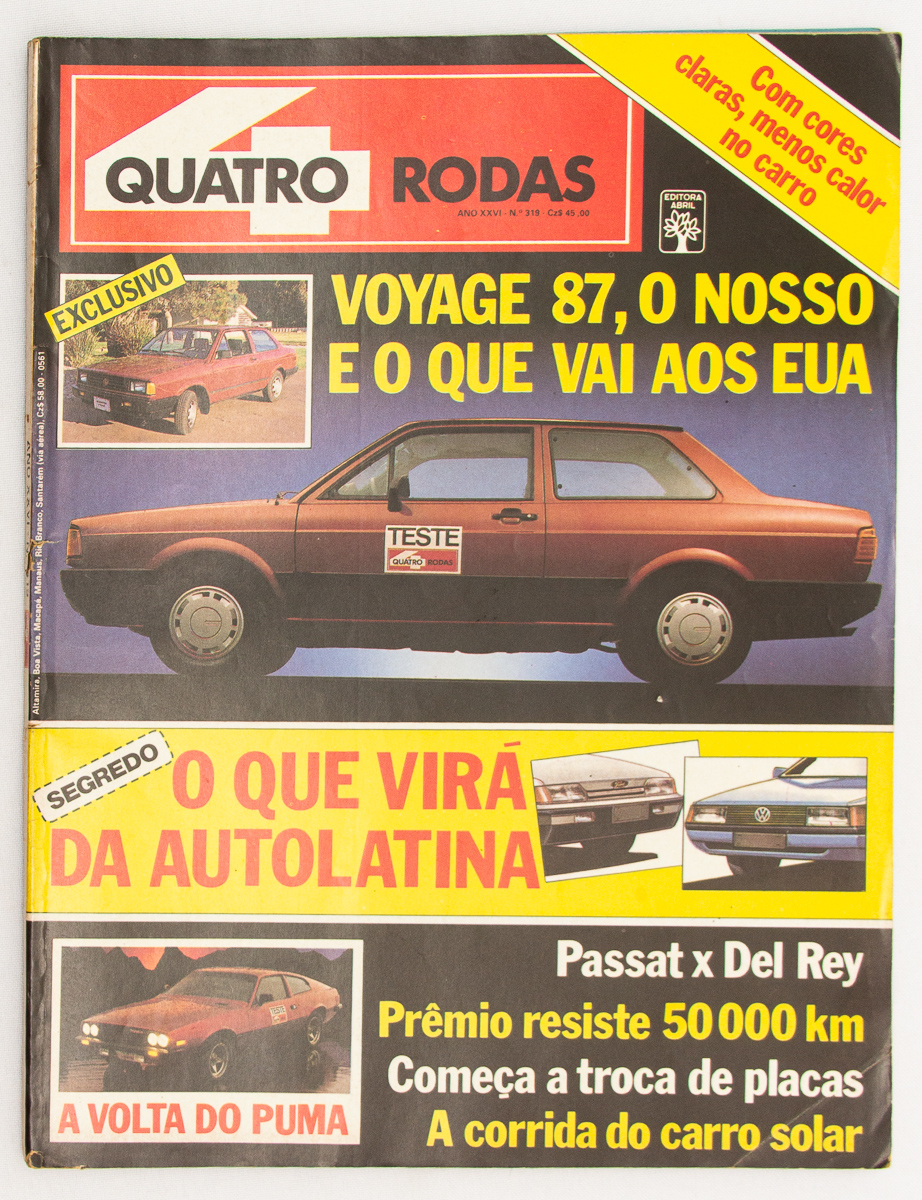 Com cores
claras, menos calor
no carro
4
QUATRO RODAS
ANO XXVI - N.º 319 - Cz$ 45,00
EDITORA
ABRIL
EXCLUSIVO
VOYAGE 87, O NOSSO
E O QUE VAI AOS EUA
Altamira, Boa Vista, Macapá, Manaus, Rio Branco, Santarém (via aérea), Cz$ 58,00 - 0561
TESTE
4
QUATRO RODAS
SEGREDO
O QUE VIRÁ
DA AUTOLATINA
Passat x Del Rey
Prêmio resiste 50 000 km
Começa a troca de placas
A corrida do carro solar
TESTE
A VOLTA DO PUMA